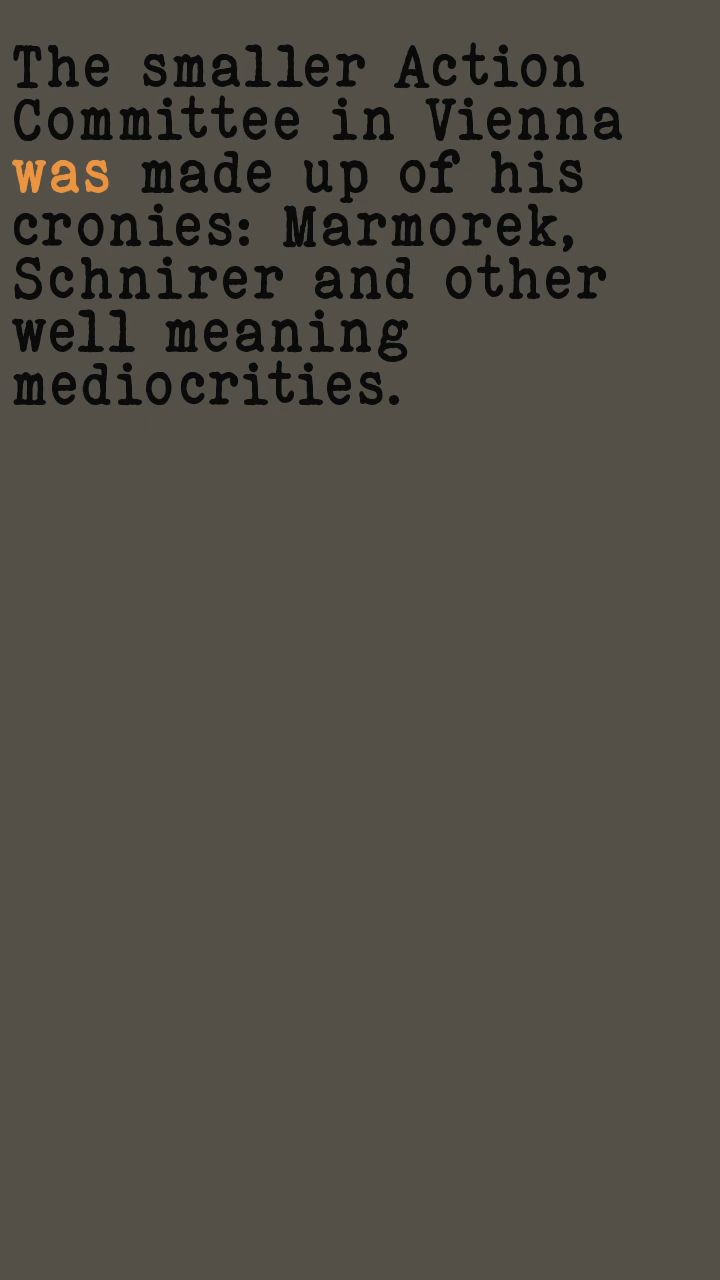 The smaller Action
Committee in Vienna
was made up of his
cronies: Marmorek,
Schnirer and other
well meaning
mediocrities.